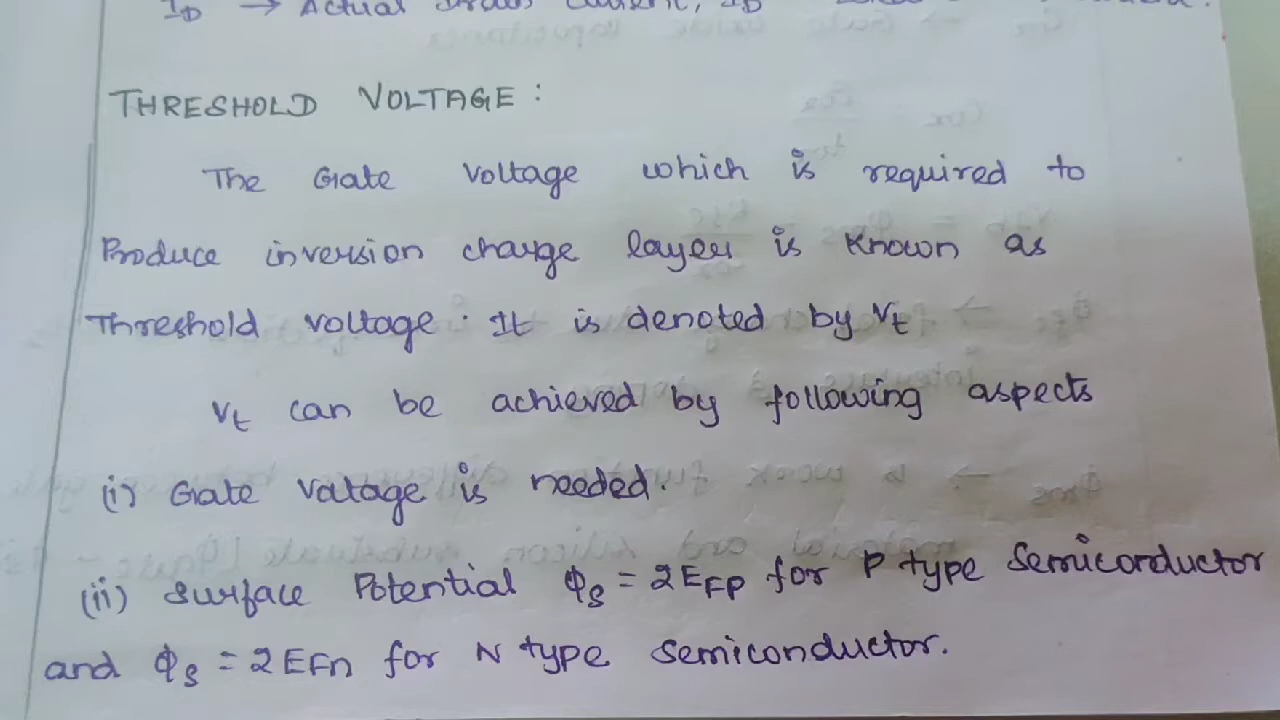 I_D → Actual
THRESHOLD VOLTAGE :
The Gate voltage which is required to
Produce inversion charge layer is known as
Threshold voltage. It is denoted by Vt
Vt can be achieved by following aspects
(i) Gate voltage is needed.
(ii) Surface Potential φs = 2EFP for P type Semiconductor
and φs = 2EFn for N type semiconductor.